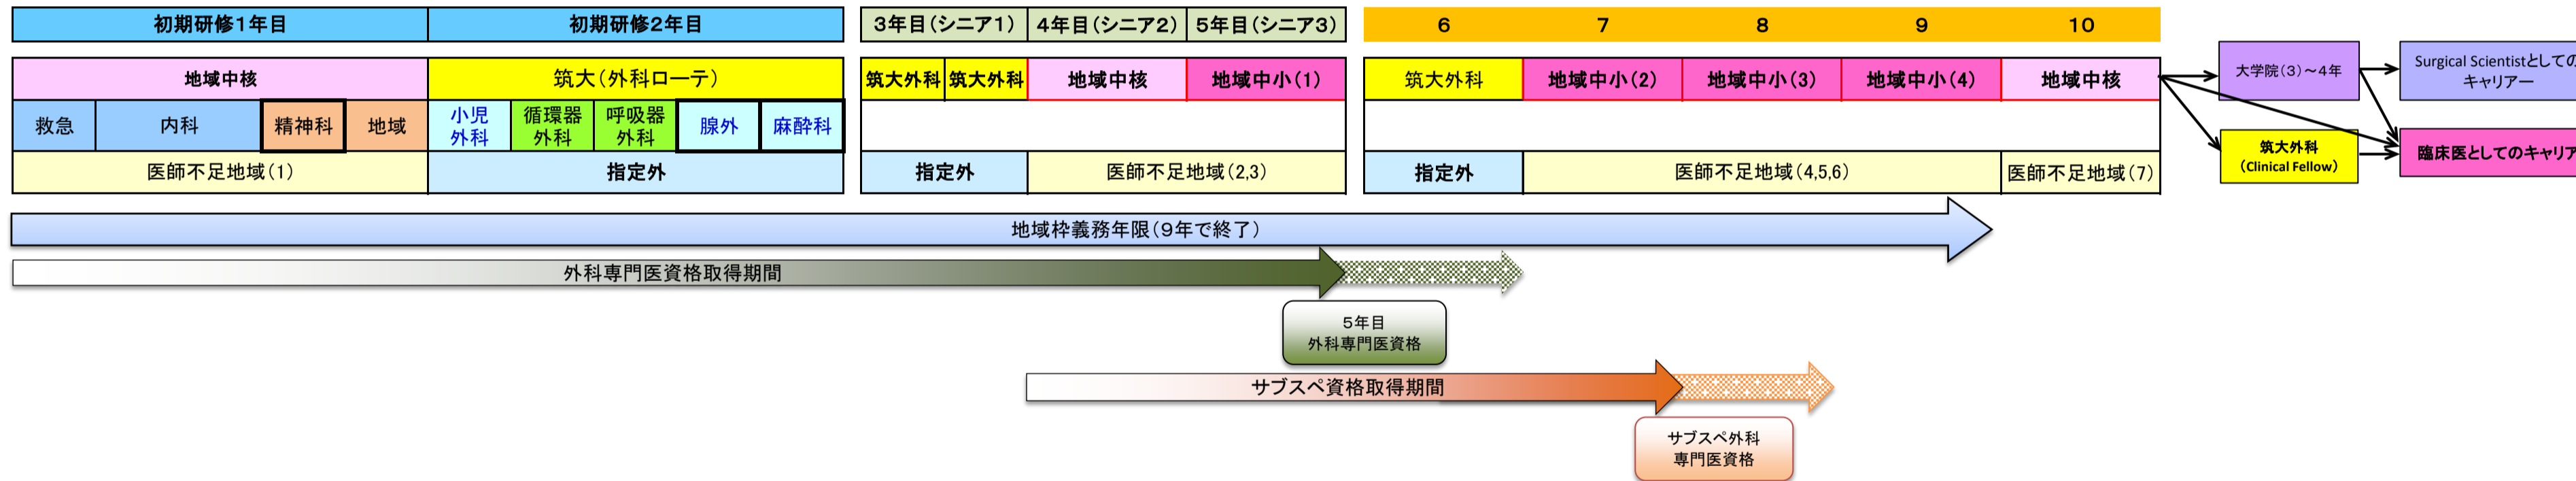 初期研修1年目 初期研修2年目 3年目(シニア1) 4年目(シニア2) 5年目(シニア3) 6 7 8 9 10
地域中核 筑大(外科ローテ) 筑大外科 筑大外科 地域中核 地域中小(1) 筑大外科 地域中小(2) 地域中小(3) 地域中小(4) 地域中核
救急 内科 精神科 地域 小児 循環器 呼吸器 腺外 麻酔科
外科 外科 外科
医師不足地域(1) 指定外 指定外 医師不足地域(2,3) 指定外 医師不足地域(4,5,6) 医師不足地域(7)
大学院(3)~4年
Surgical Scientistとしての
キャリアー
筑大外科
(Clinical Fellow)
臨床医としてのキャリア
地域枠義務年限(9年で終了)
外科専門医資格取得期間
5年目
外科専門医資格
サブスペ資格取得期間
サブスペ外科
専門医資格